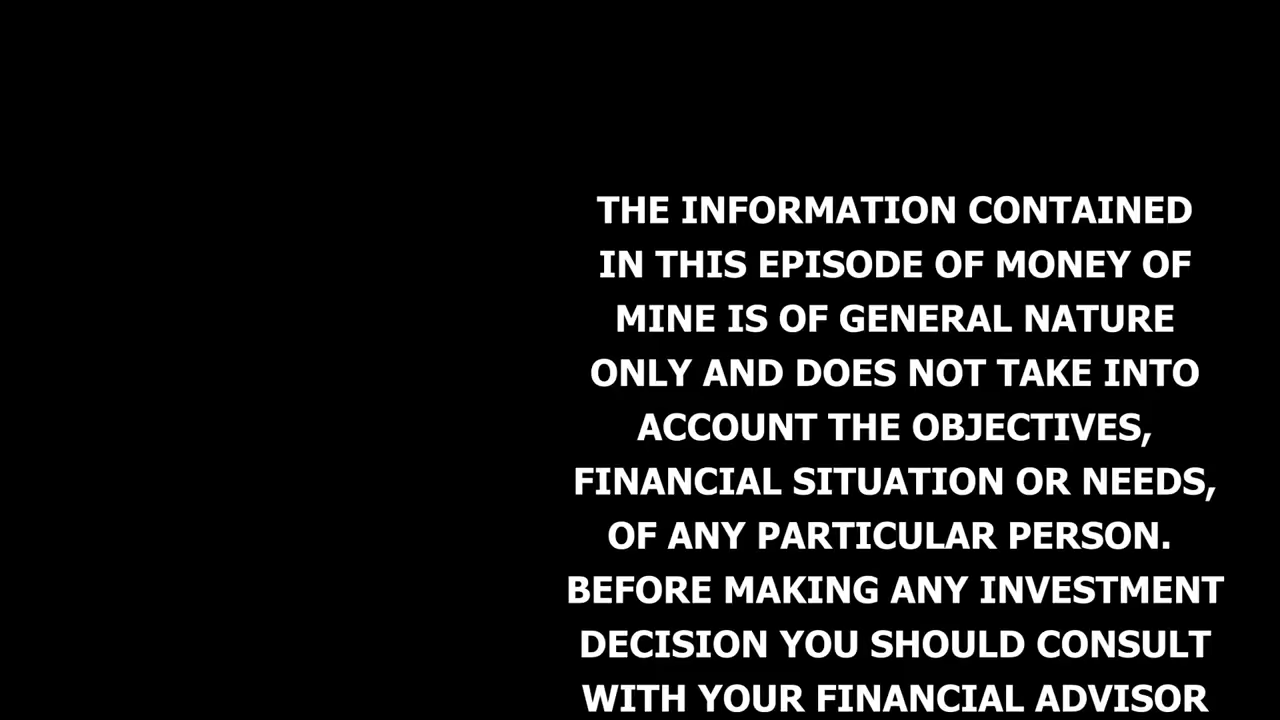 THE INFORMATION CONTAINED
IN THIS EPISODE OF MONEY OF
MINE IS OF GENERAL NATURE
ONLY AND DOES NOT TAKE INTO
ACCOUNT THE OBJECTIVES,
FINANCIAL SITUATION OR NEEDS,
OF ANY PARTICULAR PERSON.
BEFORE MAKING ANY INVESTMENT
DECISION YOU SHOULD CONSULT
WITH YOUR FINANCIAL ADVISOR